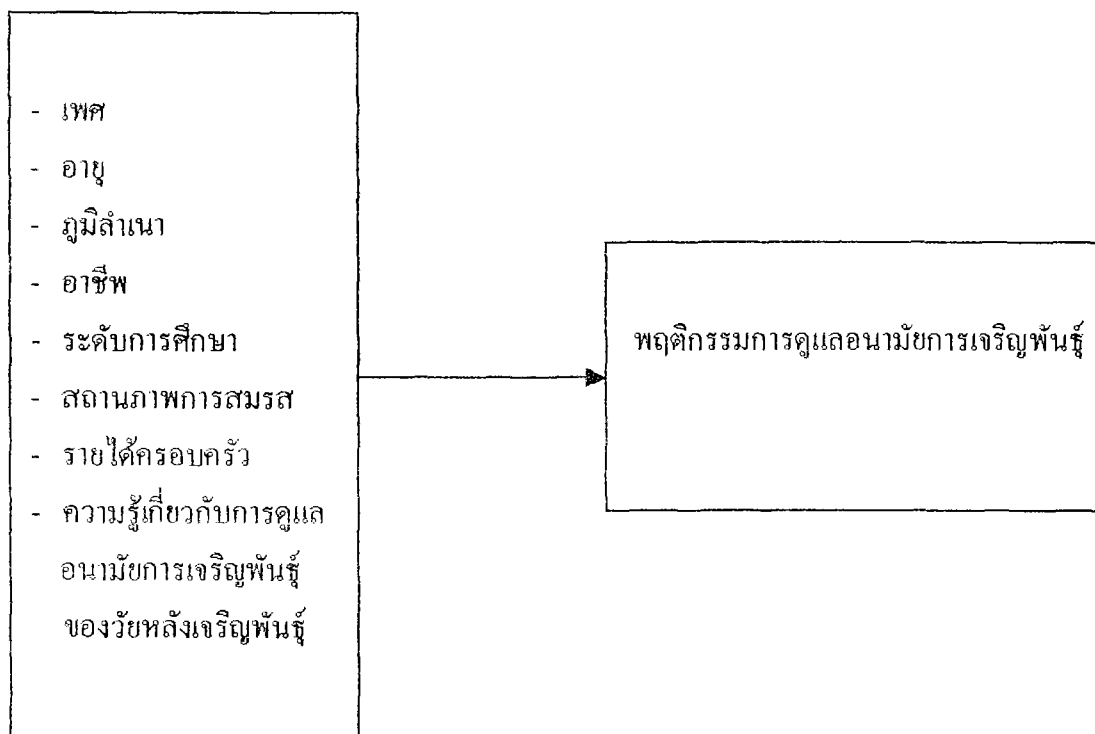 - เพศ
- อายุ
- ภูมิลำเนา
- อาชีพ
- ระดับการศึกษา
- สถานภาพการสมรส
- รายได้ครอบครัว
- ความรู้เกี่ยวกับการดูแล
อนามัยการเจริญพันธุ์
ของวัยหลังเจริญพันธุ์
พฤติกรรมการดูแลอนามัยการเจริญพันธุ์